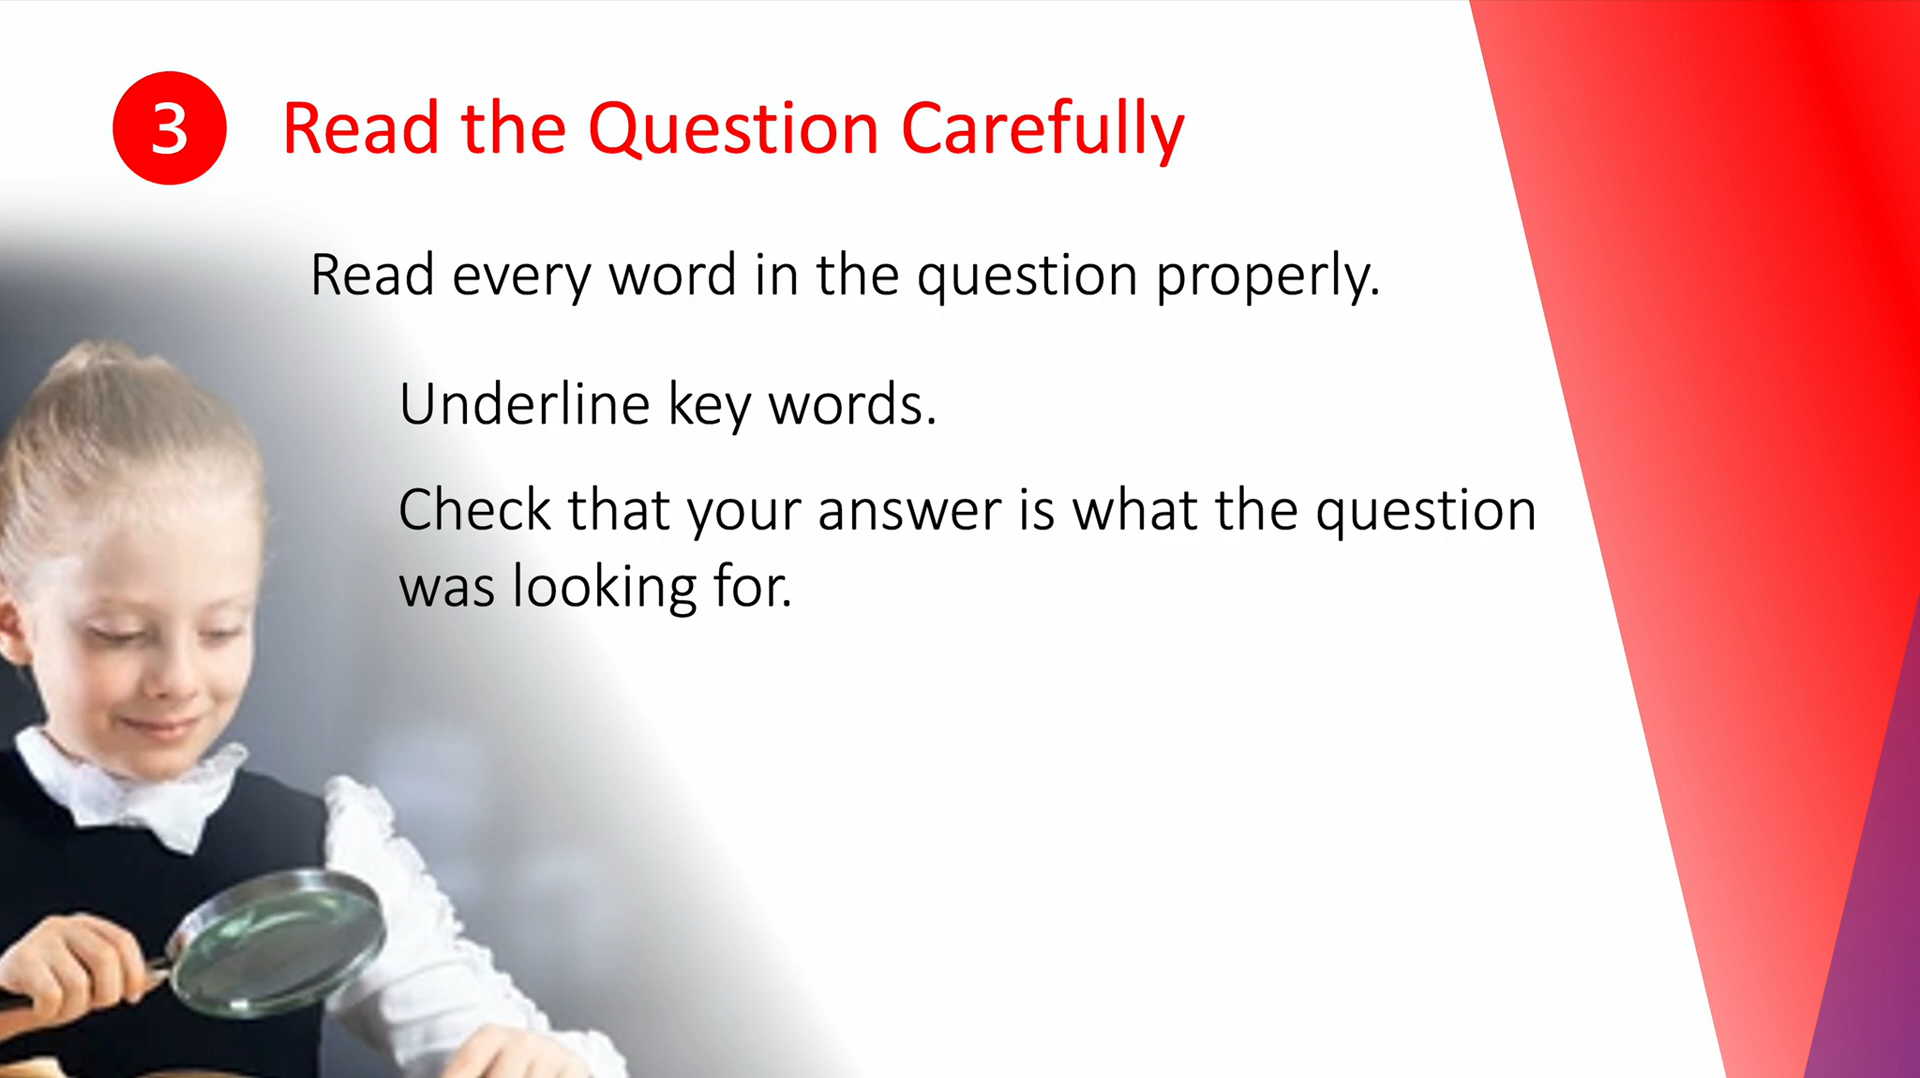 3 Read the Question Carefully
Read every word in the question properly.
Underline key words.
Check that your answer is what the question
was looking for.